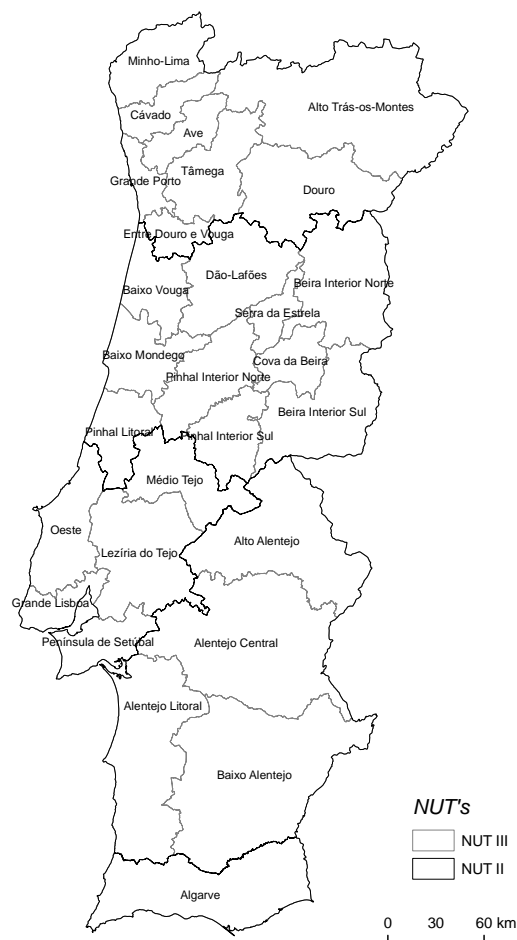 Minho-Lima
Alto Trás-os-Montes
Cávado
Ave
Tâmega
Grande Porto
Douro
Entre Douro e Vouga
Dão-Lafões
Beira Interior Norte
Baixo Vouga
Serra da Estrela
Baixo Mondego
Cova da Beira
Pinhal Interior Norte
Beira Interior Sul
Pinhal Litoral
Pinhal Interior Sul
Médio Tejo
Oeste
Alto Alentejo
Lezíria do Tejo
Grande Lisboa
Península de Setúbal
Alentejo Central
Alentejo Litoral
Baixo Alentejo
NUT's
NUT III
NUT II
Algarve
0 30 60 km